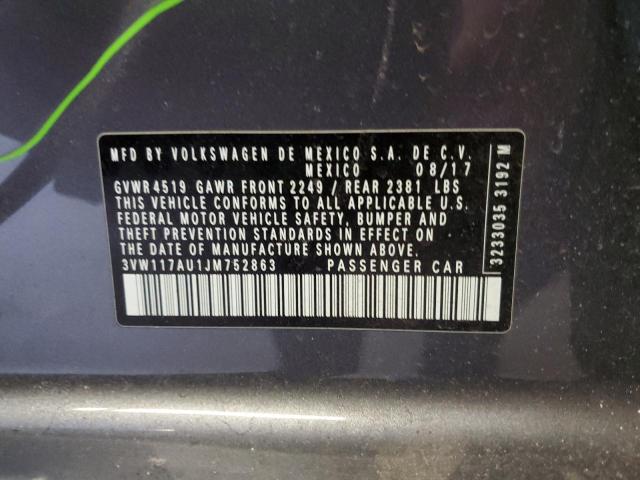 MFD BY VOLKSWAGEN DE MEXICO S.A. DE C.V.
MEXICO 08/17
GVWR 4519 GAWR FRONT 2249 / REAR 2381 LBS
THIS VEHICLE CONFORMS TO ALL APPLICABLE U.S.
FEDERAL MOTOR VEHICLE SAFETY, BUMPER AND
THEFT PREVENTION STANDARDS IN EFFECT ON
THE DATE OF MANUFACTURE SHOWN ABOVE.
3VW117AU1JM752863 PASSENGER CAR
3233035 3192 M